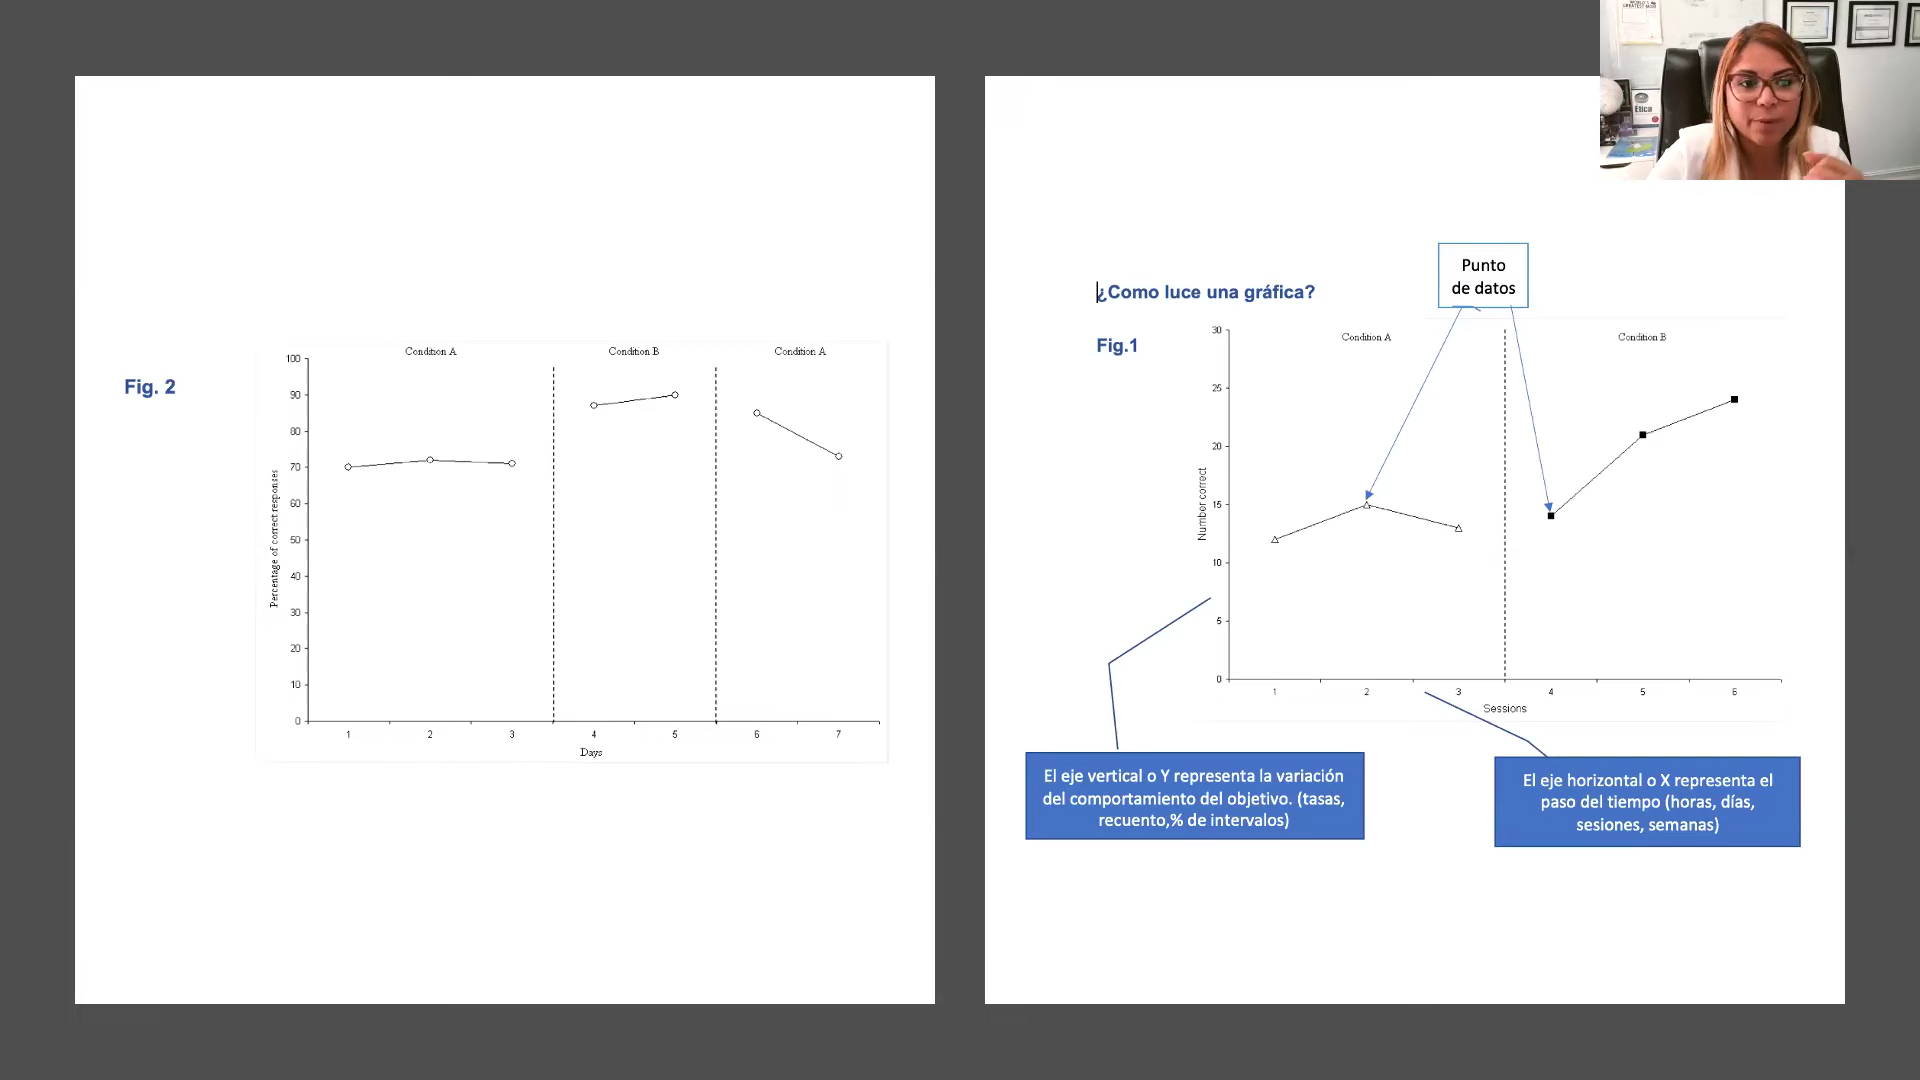 WORLD'S
GREATEST MOM
Etica
Fig. 2
Condition A
Condition B
Condition A
100
90
80
70
60
50
40
30
20
10
0
Percentage of correct responses
1
2
3
4
5
6
7
Days
¿Como luce una gráfica?
Fig.1
Punto
de datos
Condition A
Condition B
30
25
20
15
10
5
0
Number correct
1
2
3
4
5
6
Sessions
El eje vertical o Y representa la variación
del comportamiento del objetivo. (tasas,
recuento,% de intervalos)
El eje horizontal o X representa el
paso del tiempo (horas, días,
sesiones, semanas)